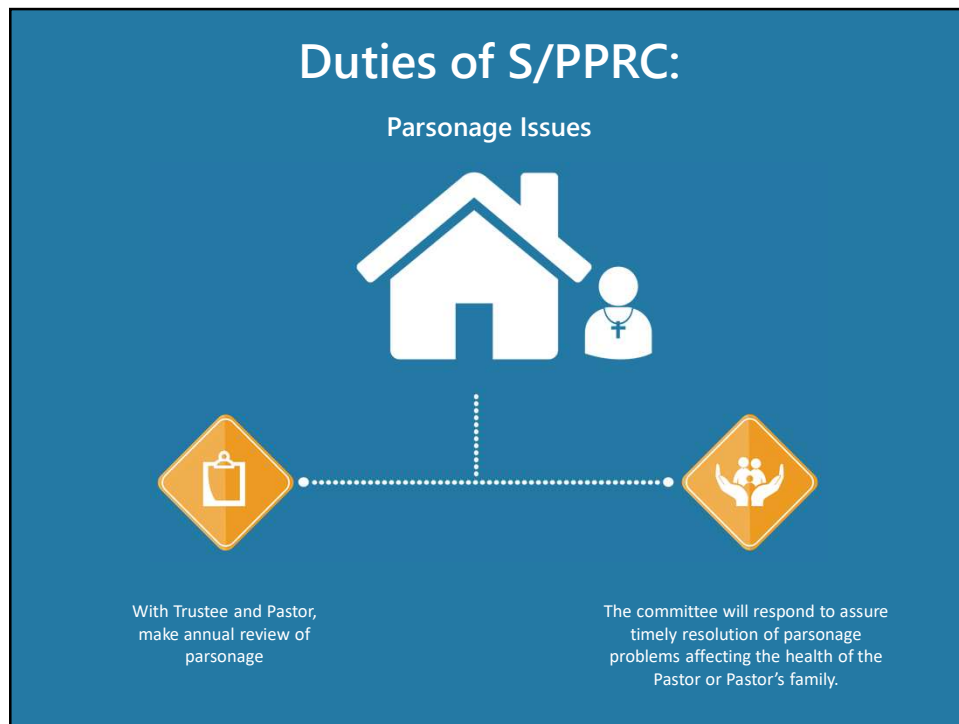 Duties of S/PPRC:
Parsonage Issues
With Trustee and Pastor,
make annual review of
parsonage
The committee will respond to assure
timely resolution of parsonage
problems affecting the health of the
Pastor or Pastor’s family.